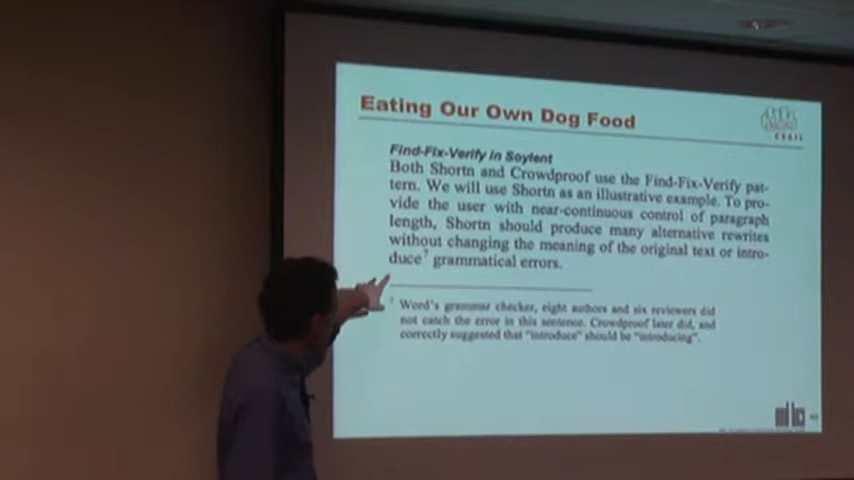 Eating Our Own Dog Food
CSAIL
Find-Fix-Verify in Soylent
Both Shortn and Crowdproof use the Find-Fix-Verify pat-
tern. We will use Shortn as an illustrative example. To pro-
vide the user with near-continuous control of paragraph
length, Shortn should produce many alternative rewrites
without changing the meaning of the original text or intro-
duce⁷ grammatical errors.
⁷ Word's grammar checker, eight authors and six reviewers did
not catch the error in this sentence. Crowdproof later did, and
correctly suggested that "introduce" should be "introducing".